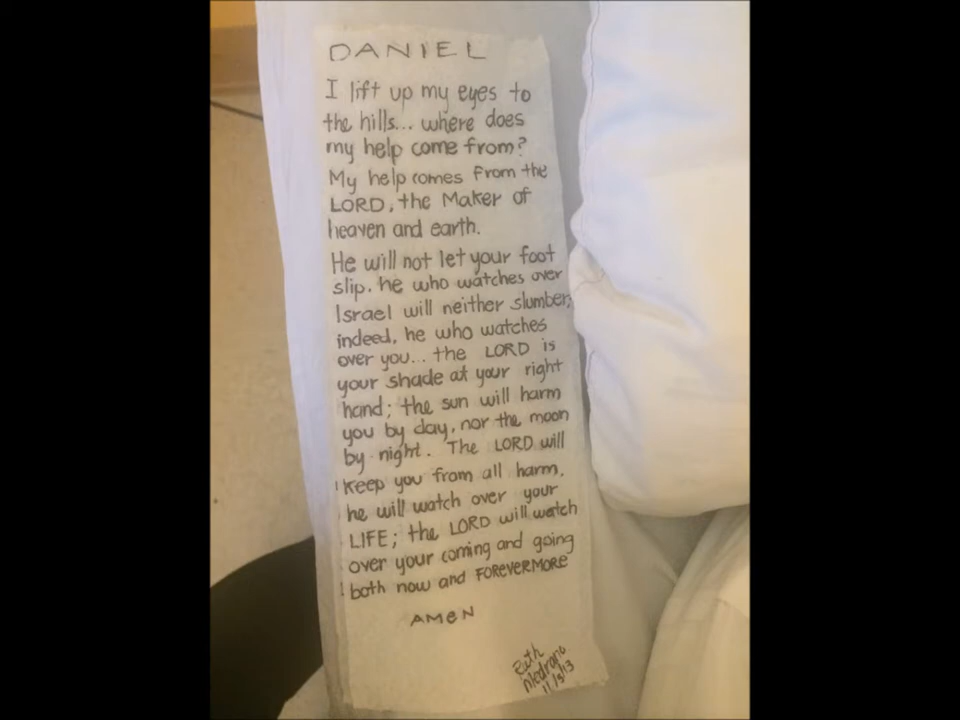 DANIEL
I lift up my eyes to
the hills... where does
my help come from?
My help comes from the
LORD, the Maker of
heaven and earth.
He will not let your foot
slip. he who watches over
Israel will neither slumber;
indeed, he who watches
over you... the LORD is
your shade at your right
hand; the sun will harm
you by day, nor the moon
by night. The LORD will
keep you from all harm.
he will watch over your
LIFE; the LORD will watch
over your coming and going
both now and FOREVERMORE
AMEN
Medrano
11/5/13